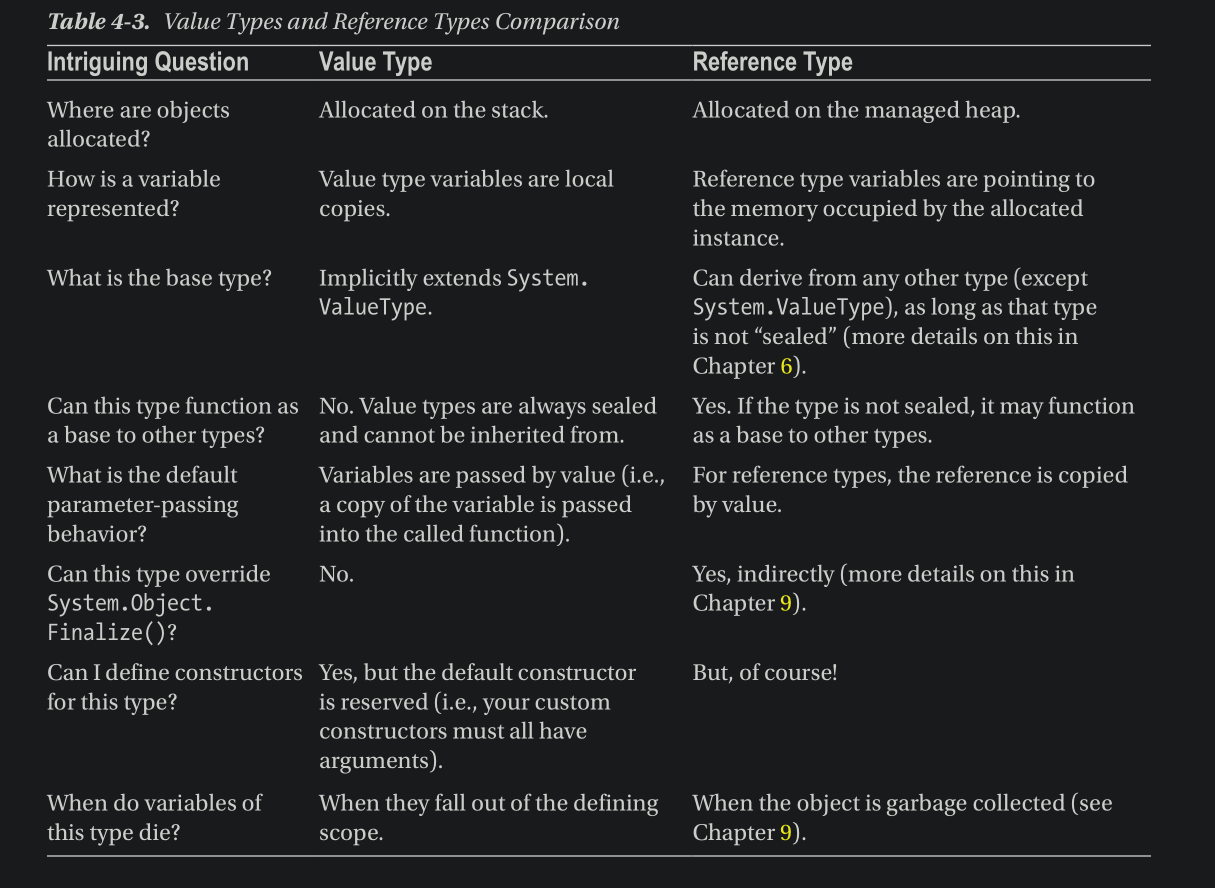 Table 4-3. Value Types and Reference Types Comparison
Intriguing Question Value Type Reference Type
Where are objects
allocated?
Allocated on the stack.
Allocated on the managed heap.
How is a variable
represented?
Value type variables are local
copies.
Reference type variables are pointing to
the memory occupied by the allocated
instance.
What is the base type?
Implicitly extends System.
ValueType.
Can derive from any other type (except
System.ValueType), as long as that type
is not “sealed” (more details on this in
Chapter 6).
Can this type function as
a base to other types?
No. Value types are always sealed
and cannot be inherited from.
Yes. If the type is not sealed, it may function
as a base to other types.
What is the default
parameter-passing
behavior?
Variables are passed by value (i.e.,
a copy of the variable is passed
into the called function).
For reference types, the reference is copied
by value.
Can this type override
System.Object.
Finalize()?
No.
Yes, indirectly (more details on this in
Chapter 9).
Can I define constructors
for this type?
Yes, but the default constructor
is reserved (i.e., your custom
constructors must all have
arguments).
But, of course!
When do variables of
this type die?
When they fall out of the defining
scope.
When the object is garbage collected (see
Chapter 9).